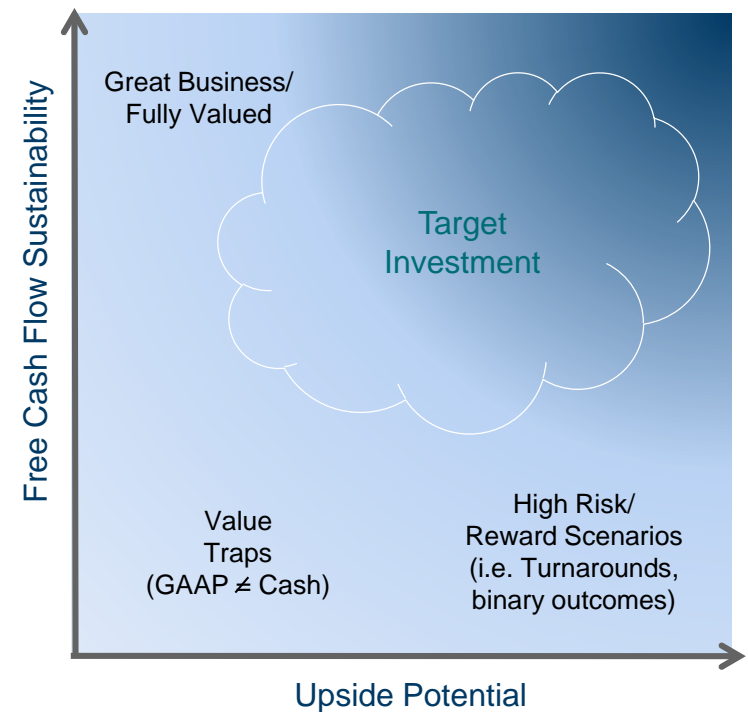 Free Cash Flow Sustainability
Great Business/
Fully Valued
Target
Investment
Value
Traps
(GAAP ≠ Cash)
High Risk/
Reward Scenarios
(i.e. Turnarounds,
binary outcomes)
Upside Potential